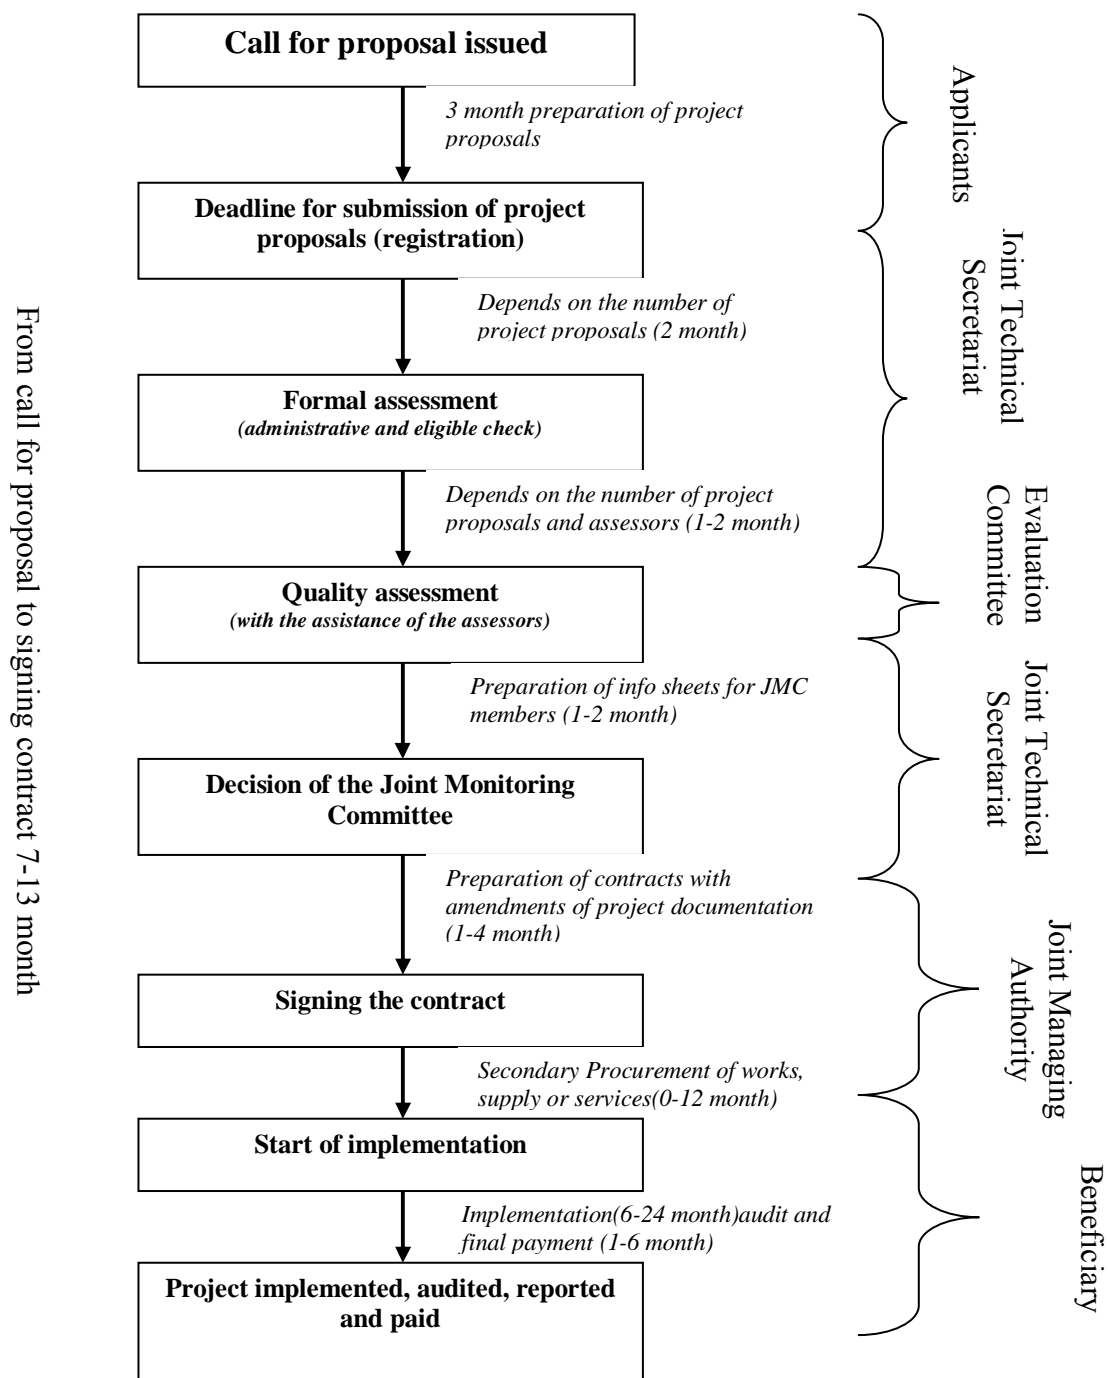 Call for proposal issued
3 month preparation of project
proposals
Deadline for submission of project
proposals (registration)
Depends on the number of
project proposals (2 month)
Formal assessment
(administrative and eligible check)
Depends on the number of project
proposals and assessors (1-2 month)
Quality assessment
(with the assistance of the assessors)
Preparation of info sheets for JMC
members (1-2 month)
Decision of the Joint Monitoring
Committee
Preparation of contracts with
amendments of project documentation
(1-4 month)
Signing the contract
Secondary Procurement of works,
supply or services(0-12 month)
Start of implementation
Implementation(6-24 month)audit and
final payment (1-6 month)
Project implemented, audited, reported
and paid
From call for proposal to signing contract 7-13 month
Applicants
Joint Technical
Secretariat
Evaluation
Committee
Joint Technical
Secretariat
Joint Managing
Authority
Beneficiary